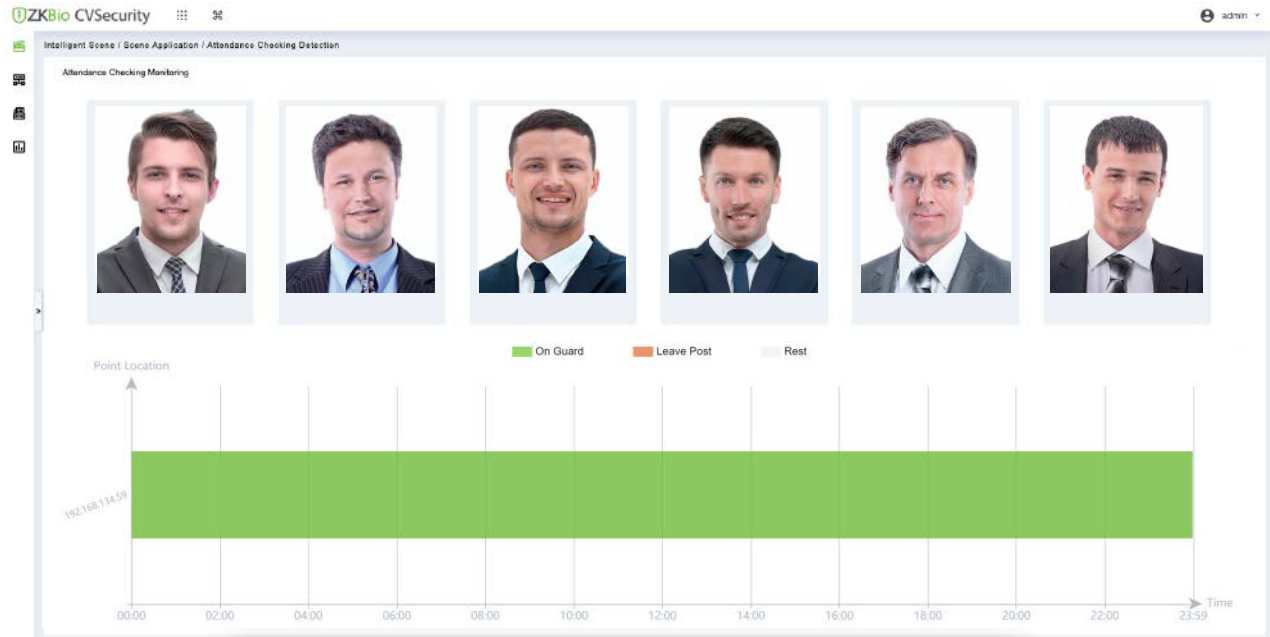 ZKBio CVSecurity
admin
Intelligent Scene / Scene Application / Attendance Checking Detection
Attendance Checking Monitoring
On Guard Leave Post Rest
Point Location
192.168.134.59
Time
00:00 02:00 04:00 06:00 08:00 10:00 12:00 14:00 16:00 18:00 20:00 22:00 23:59